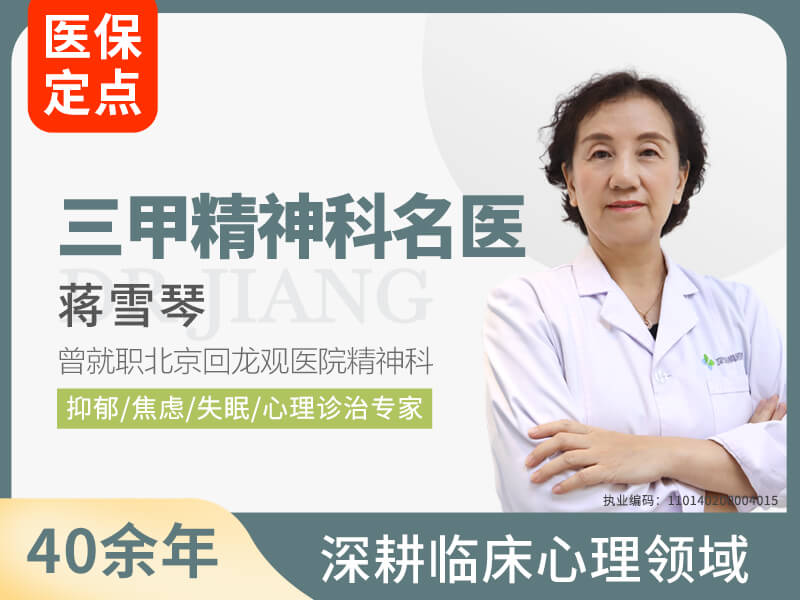 医保
定点
三甲精神科名医
DR.JIANG
蒋雪琴
曾就职北京回龙观医院精神科
抑郁/焦虑/失眠/心理诊治专家
执业编码：110140200004015
40余年
深耕临床心理领域